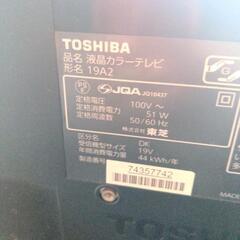 TOSHIBA
品名 液晶カラーテレビ
形名 19A2
PS E
JQA JQ10437
定格電圧 100V〜
定格消費電力 51 W
定格周波数 50/60 Hz
株式会社 東芝
区分 DK
受信機型サイズ 19V
年間消費電力量 44 kWh/年
製造番号
74357742
TOSHI